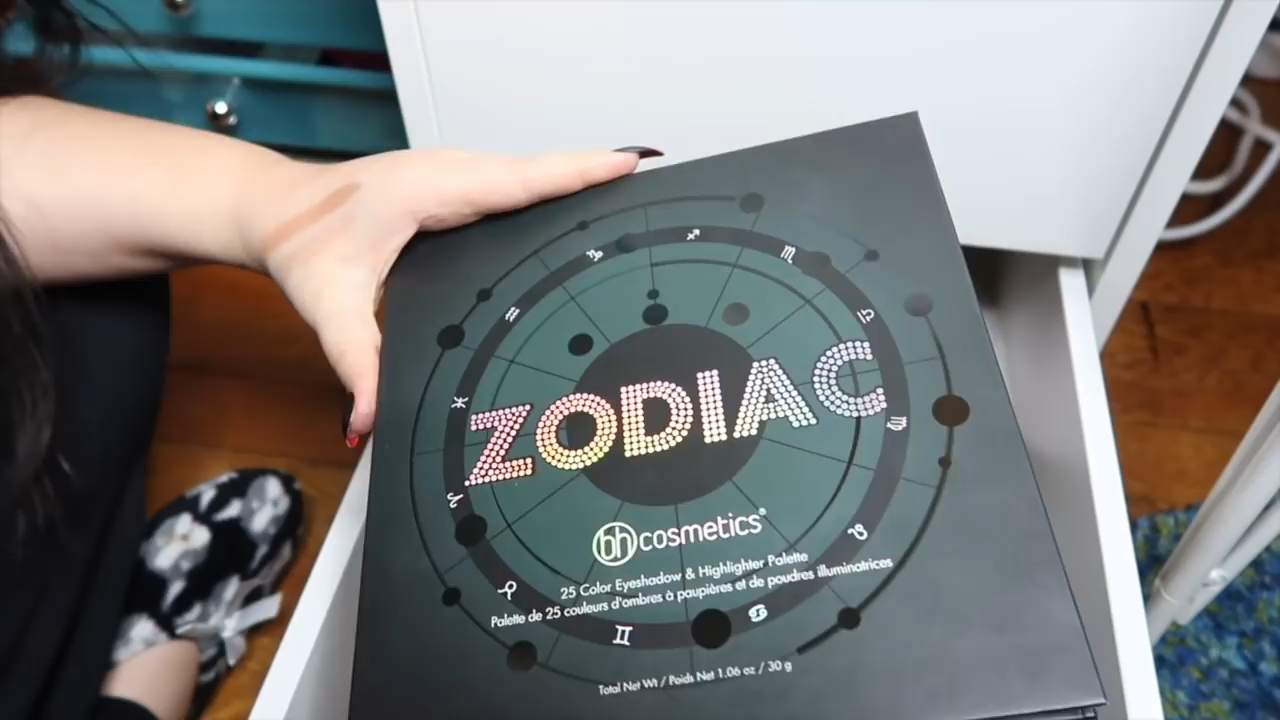 ZODIAC
bh cosmetics®
25 Color Eyeshadow & Highlighter Palette
Palette de 25 couleurs d'ombres à paupières et de poudres illuminatrices
Total Net Wt / Poids Net 1.06 oz / 30 g